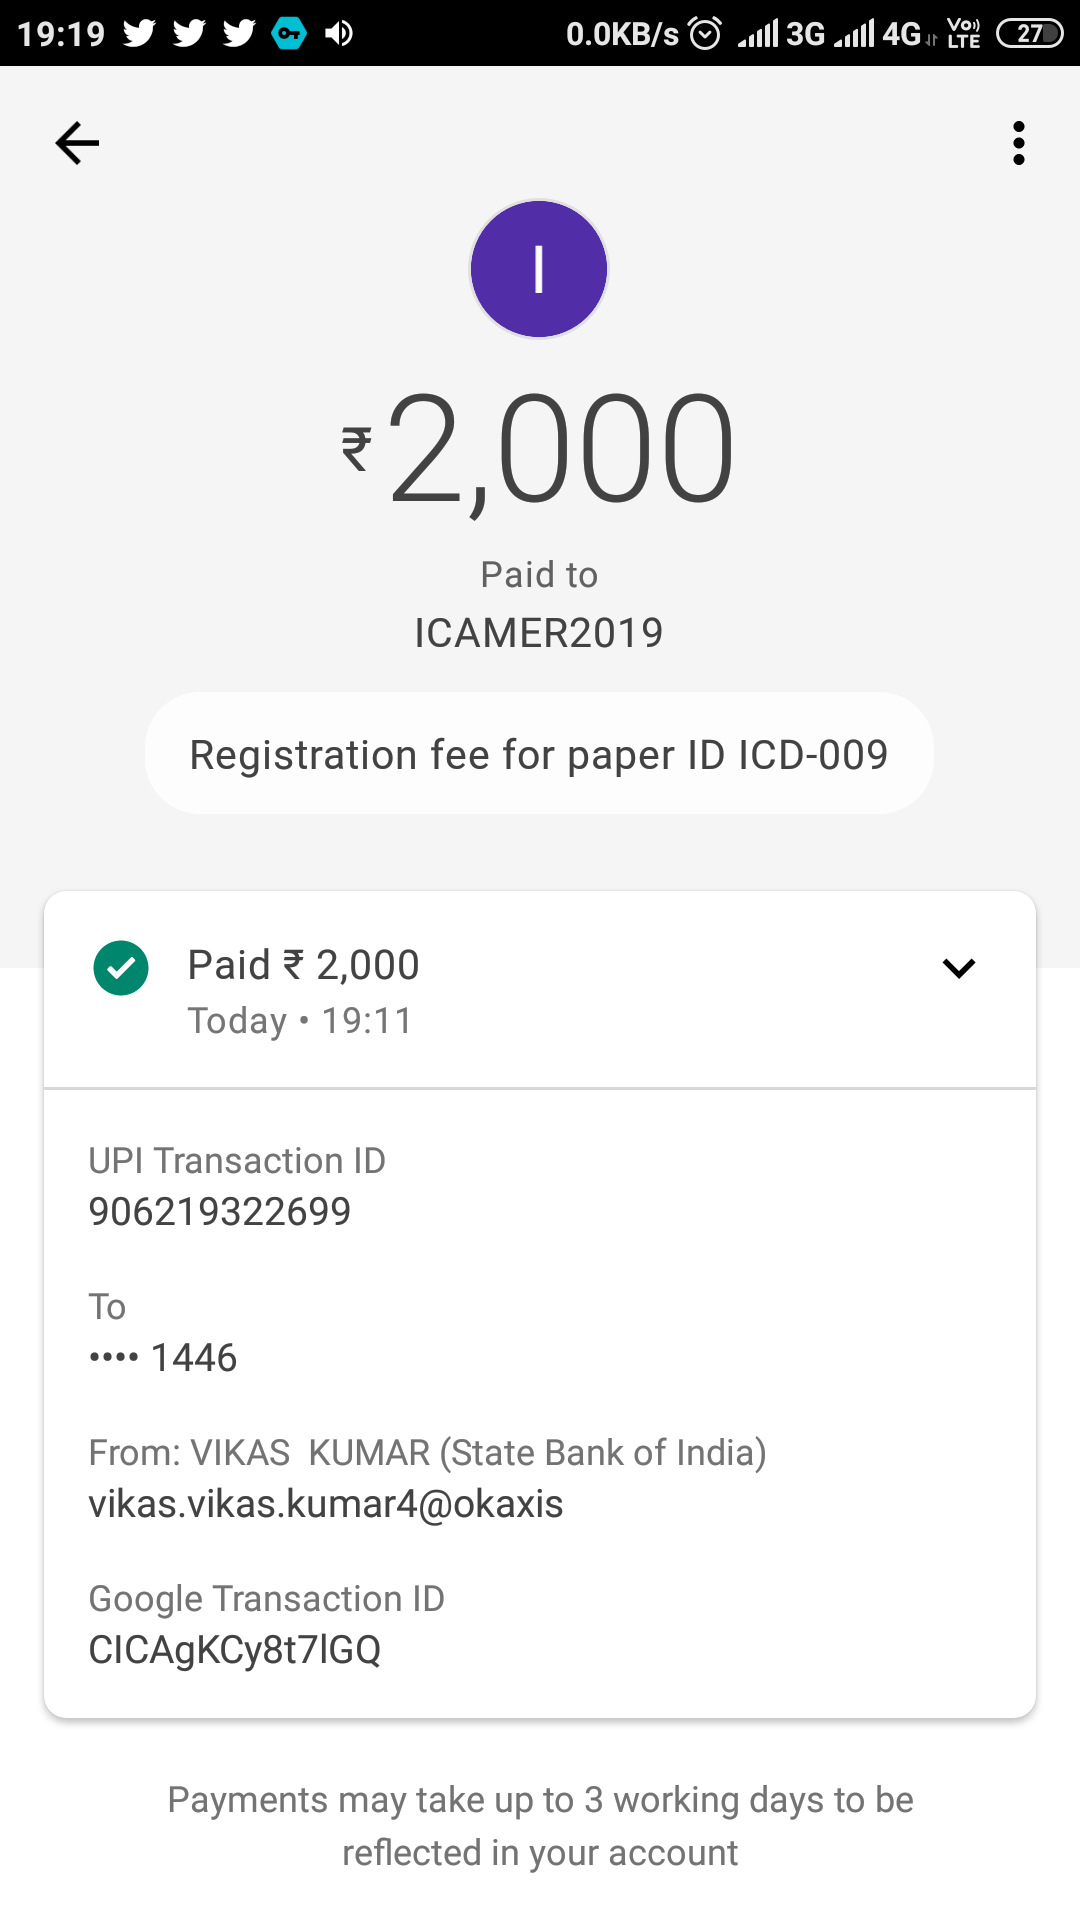 19:19 0.0KB/s 3G 4G VoLTE 27
I
₹2,000
Paid to
ICAMER2019
Registration fee for paper ID ICD-009
Paid ₹ 2,000
Today • 19:11
UPI Transaction ID
906219322699
To
•••• 1446
From: VIKAS  KUMAR (State Bank of India)
vikas.vikas.kumar4@okaxis
Google Transaction ID
CICAgKCy8t7lGQ
Payments may take up to 3 working days to be
reflected in your account